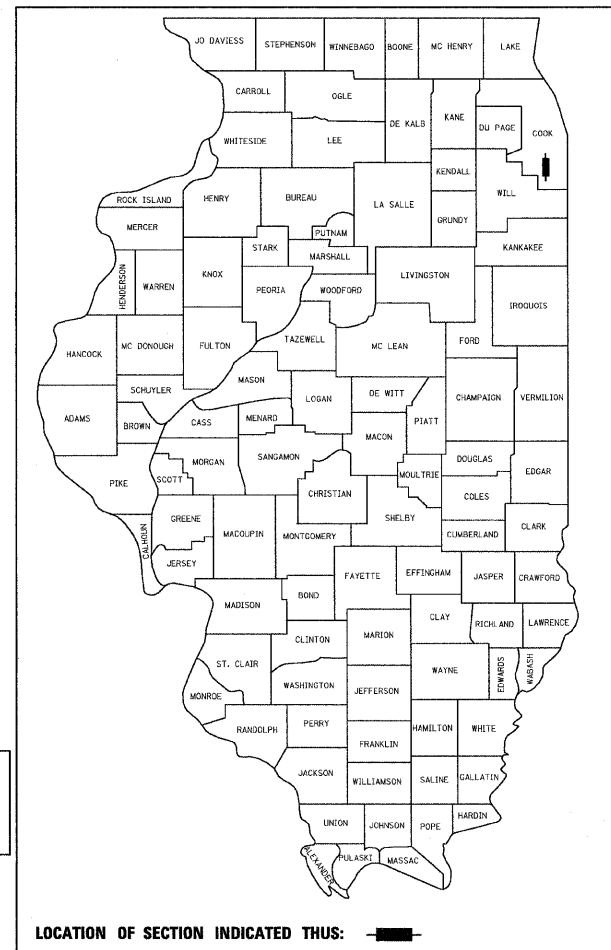 JO DAVIESS STEPHENSON WINNEBAGO BOONE MC HENRY LAKE
CARROLL OGLE DE KALB KANE DU PAGE COOK
WHITESIDE LEE KENDALL WILL
ROCK ISLAND HENRY BUREAU LA SALLE GRUNDY
MERCER STARK PUTNAM KANKAKEE
HENDERSON WARREN KNOX MARSHALL LIVINGSTON
PEORIA WOODFORD IROQUOIS
HANCOCK MC DONOUGH FULTON TAZEWELL MC LEAN FORD
MASON
SCHUYLER LOGAN DE WITT CHAMPAIGN VERMILION
ADAMS BROWN CASS MENARD PIATT
MACON
MORGAN SANGAMON DOUGLAS
PIKE SCOTT CHRISTIAN MOULTRIE COLES EDGAR
GREENE MACOUPIN MONTGOMERY SHELBY CUMBERLAND CLARK
CALHOUN JERSEY
FAYETTE EFFINGHAM JASPER CRAWFORD
MADISON BOND
CLAY RICHLAND LAWRENCE
CLINTON MARION
ST. CLAIR WAYNE EDWARDS WABASH
WASHINGTON JEFFERSON
MONROE
RANDOLPH PERRY HAMILTON WHITE
FRANKLIN
JACKSON WILLIAMSON SALINE GALLATIN
UNION JOHNSON POPE HARDIN
ALEXANDER PULASKI MASSAC
LOCATION OF SECTION INDICATED THUS: